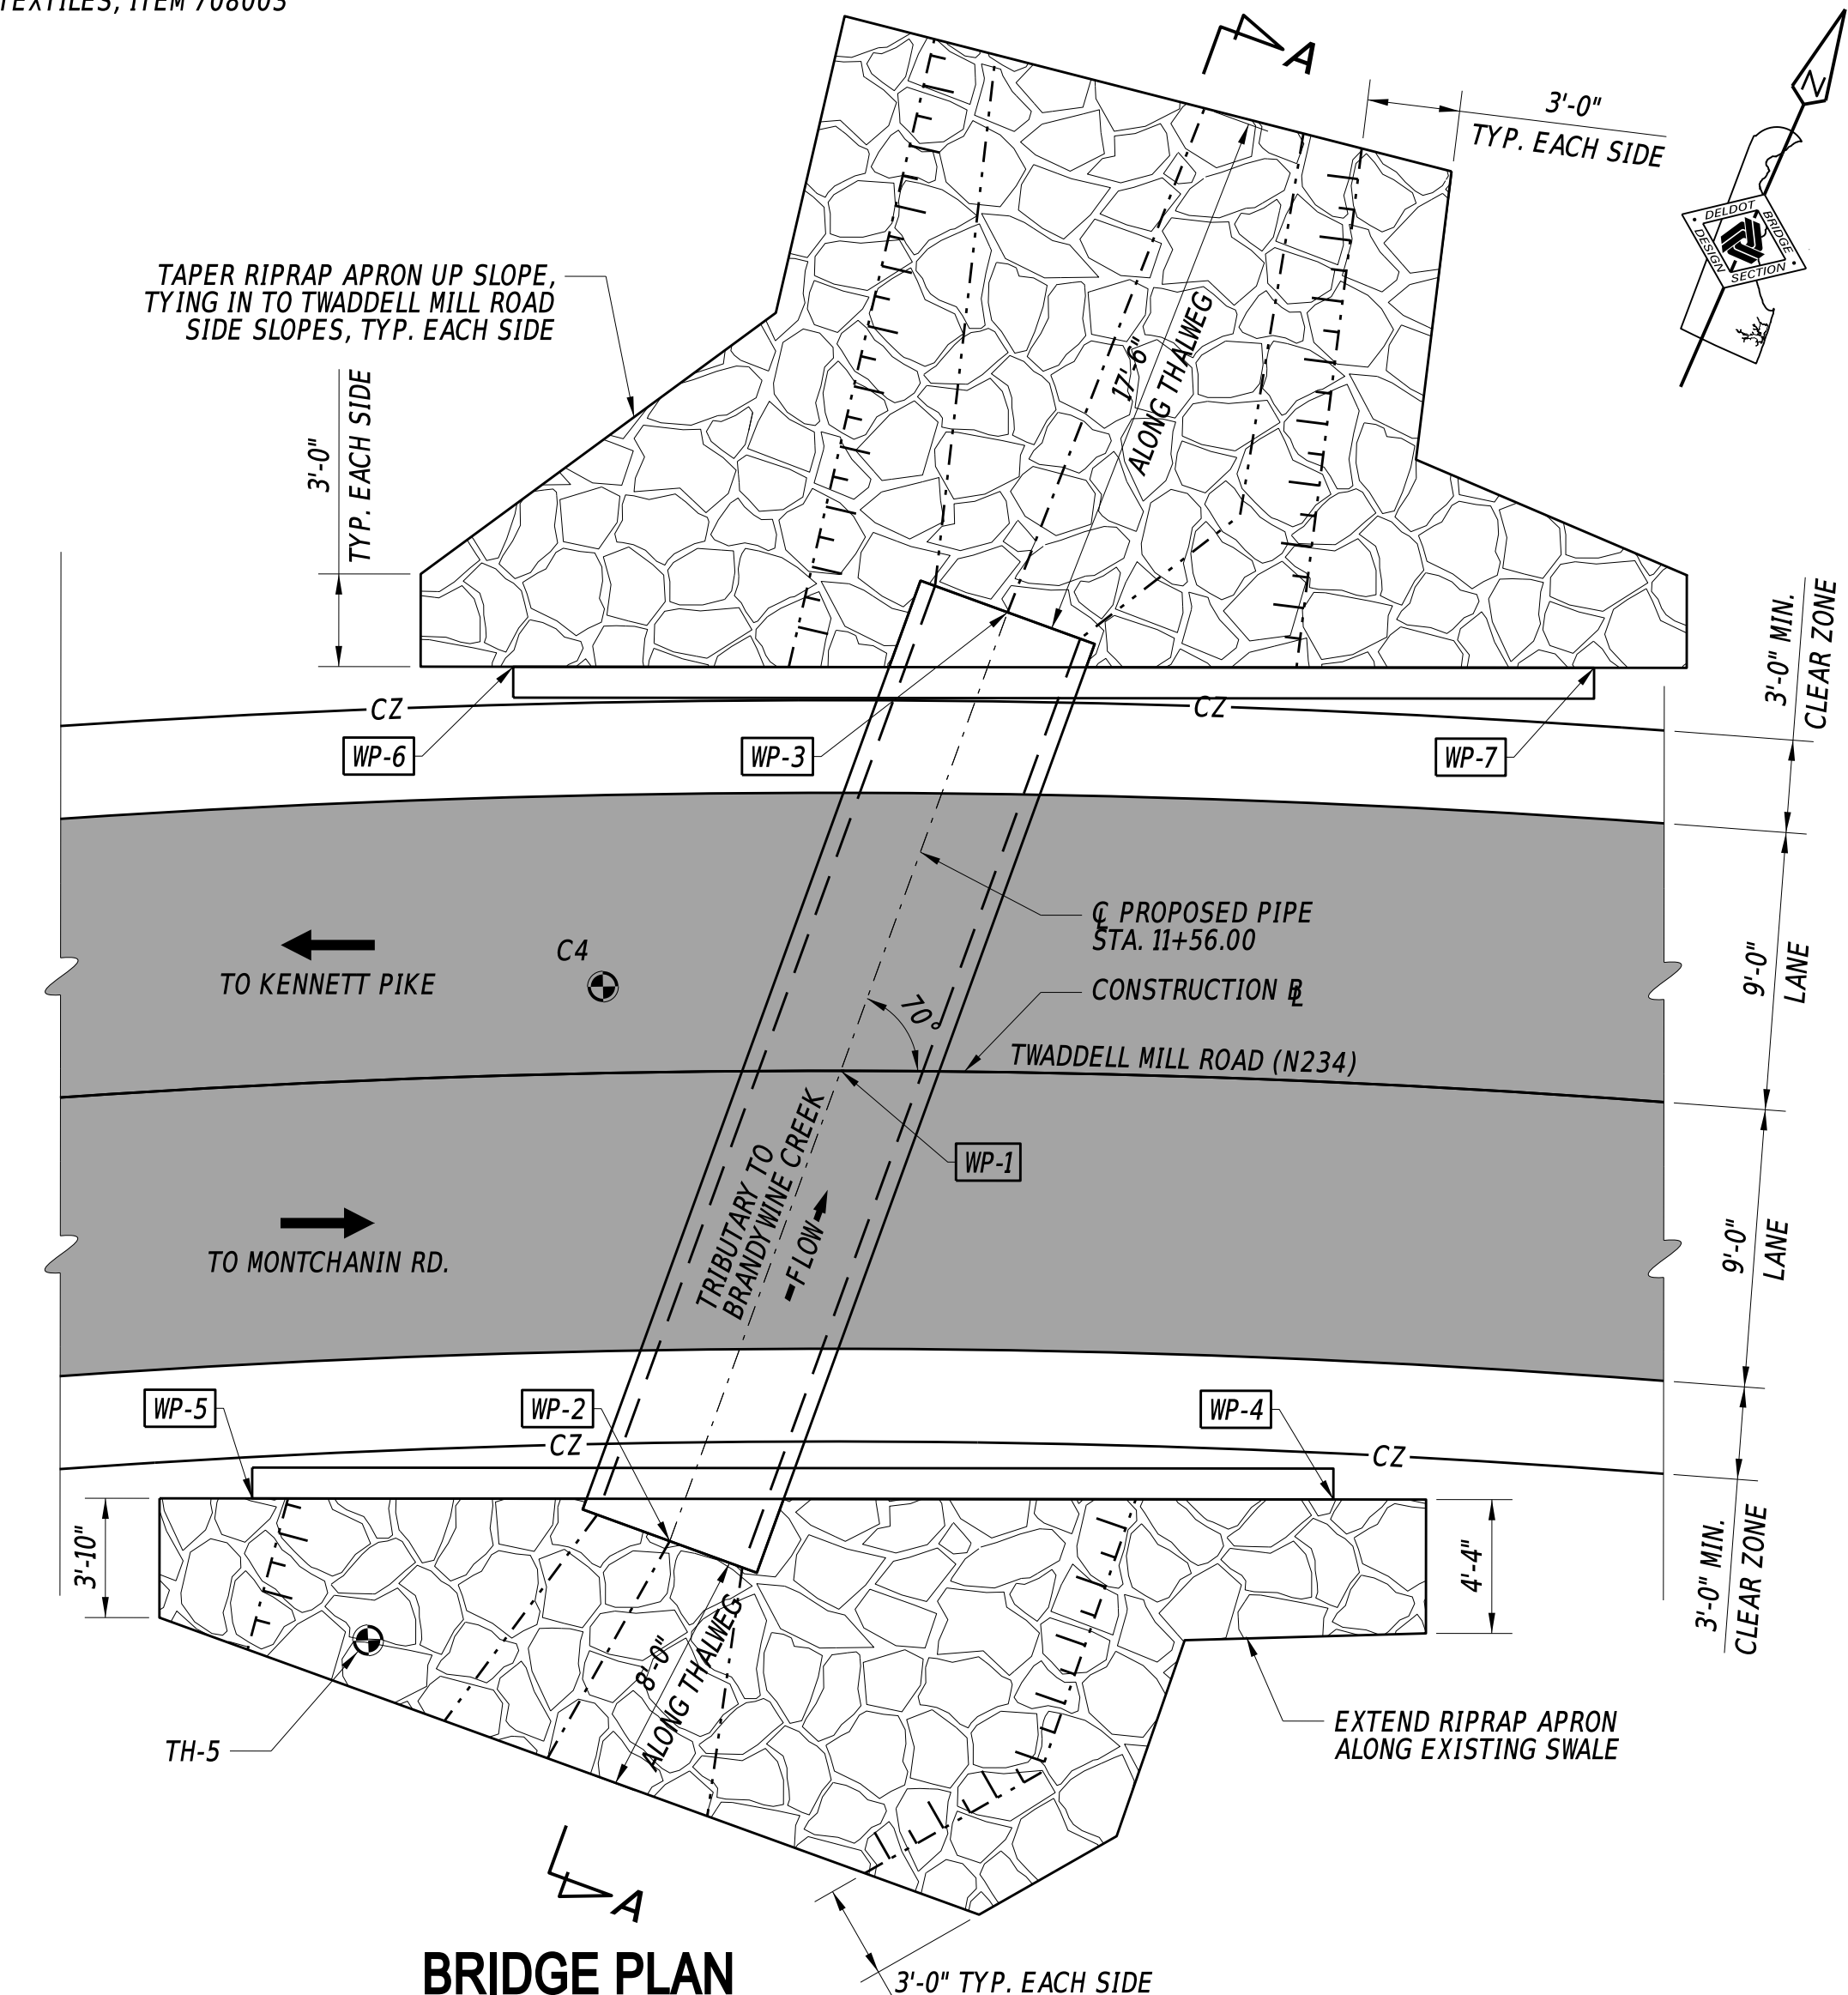 TEXTILES, ITEM 708003
A
3'-0"
TYP. EACH SIDE
N
DELDOT
BRIDGE
DESIGN
SECTION
TAPER RIPRAP APRON UP SLOPE,
TYING IN TO TWADDELL MILL ROAD
SIDE SLOPES, TYP. EACH SIDE
17'-6"
ALONG THALWEG
3'-0"
TYP. EACH SIDE
3'-0" MIN.
CLEAR ZONE
CZ
CZ
WP-6
WP-3
WP-7
℄ PROPOSED PIPE
STA. 11+56.00
C4
TO KENNETT PIKE
CONSTRUCTION BL
9'-0"
LANE
70°
TWADDELL MILL ROAD (N234)
TRIBUTARY TO
BRANDYWINE CREEK
FLOW
WP-1
TO MONTCHANIN RD.
9'-0"
LANE
WP-5
WP-2
WP-4
CZ
CZ
3'-10"
4'-4"
3'-0" MIN.
CLEAR ZONE
8'-0"
ALONG THALWEG
TH-5
EXTEND RIPRAP APRON
ALONG EXISTING SWALE
A
BRIDGE PLAN
3'-0" TYP. EACH SIDE